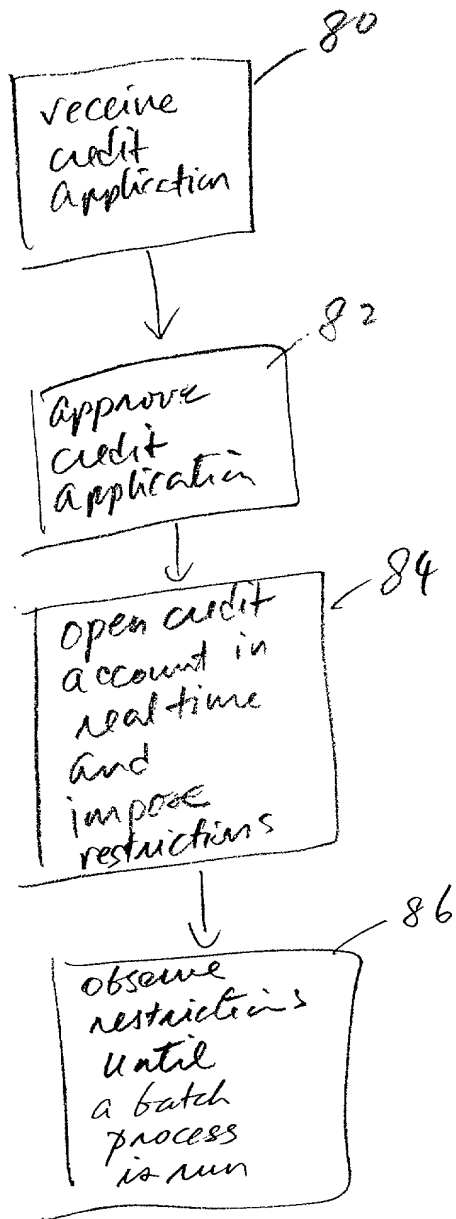 80
receive
credit
application
82
approve
credit
application
84
open credit
account in
real time
and
impose
restrictions
86
observe
restrictions
until
a batch
process
is run